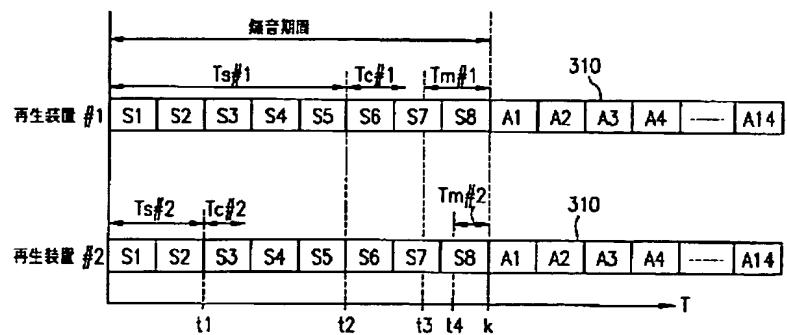 無音期間
Ts#1 Tc#1 Tm#1 310
再生装置 #1 S1 S2 S3 S4 S5 S6 S7 S8 A1 A2 A3 A4 A14
Ts#2 Tc#2 Tm#2 310
再生装置 #2 S1 S2 S3 S4 S5 S6 S7 S8 A1 A2 A3 A4 A14
T
t1 t2 t3 t4 k